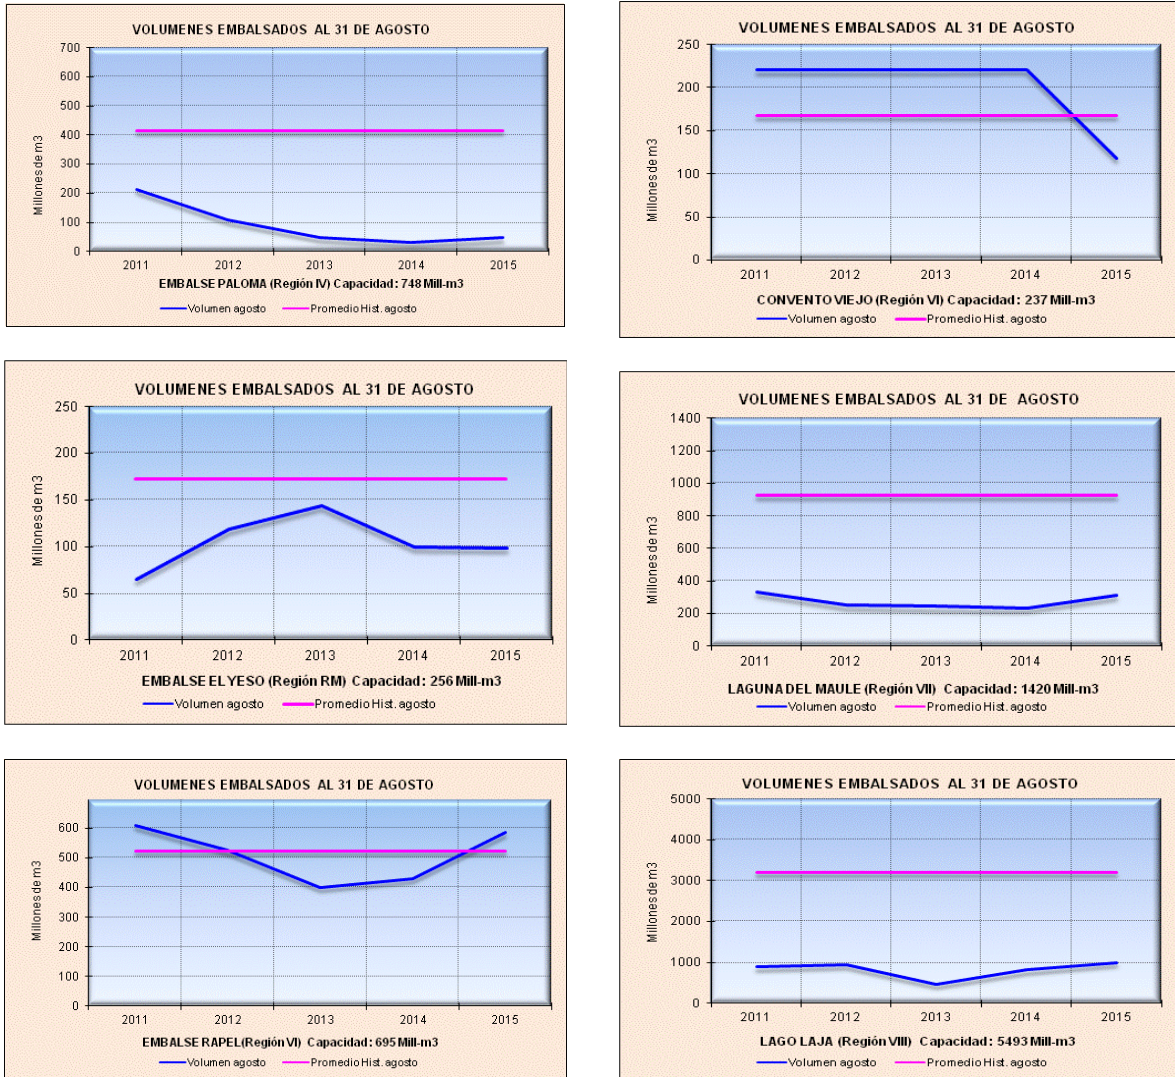 VOLUMENES EMBALSADOS AL 31 DE AGOSTO
700
600
500
400
300
200
100
0
Millones de m3
2011 2012 2013 2014 2015
EMBALSE PALOMA (Región IV) Capacidad: 748 Mill-m3
Volumen agosto Promedio Hist. agosto
VOLUMENES EMBALSADOS AL 31 DE AGOSTO
250
200
150
100
50
0
Millones de m3
2011 2012 2013 2014 2015
CONVENTO VIEJO (Región VI) Capacidad: 237 Mill-m3
Volumen agosto Promedio Hist. agosto
VOLUMENES EMBALSADOS AL 31 DE AGOSTO
250
200
150
100
50
0
Millones de m3
2011 2012 2013 2014 2015
EMBALSE EL YESO (Región RM) Capacidad: 256 Mill-m3
Volumen agosto Promedio Hist. agosto
VOLUMENES EMBALSADOS AL 31 DE AGOSTO
1400
1200
1000
800
600
400
200
0
Millones de m3
2011 2012 2013 2014 2015
LAGUNA DEL MAULE (Región VII) Capacidad: 1420 Mill-m3
Volumen agosto Promedio Hist. agosto
VOLUMENES EMBALSADOS AL 31 DE AGOSTO
600
500
400
300
200
100
0
Millones de m3
2011 2012 2013 2014 2015
EMBALSE RAPEL(Región VI) Capacidad: 695 Mill-m3
Volumen agosto Promedio Hist. agosto
VOLUMENES EMBALSADOS AL 31 DE AGOSTO
5000
4000
3000
2000
1000
0
Millones de m3
2011 2012 2013 2014 2015
LAGO LAJA (Región VIII) Capacidad: 5493 Mill-m3
Volumen agosto Promedio Hist. agosto